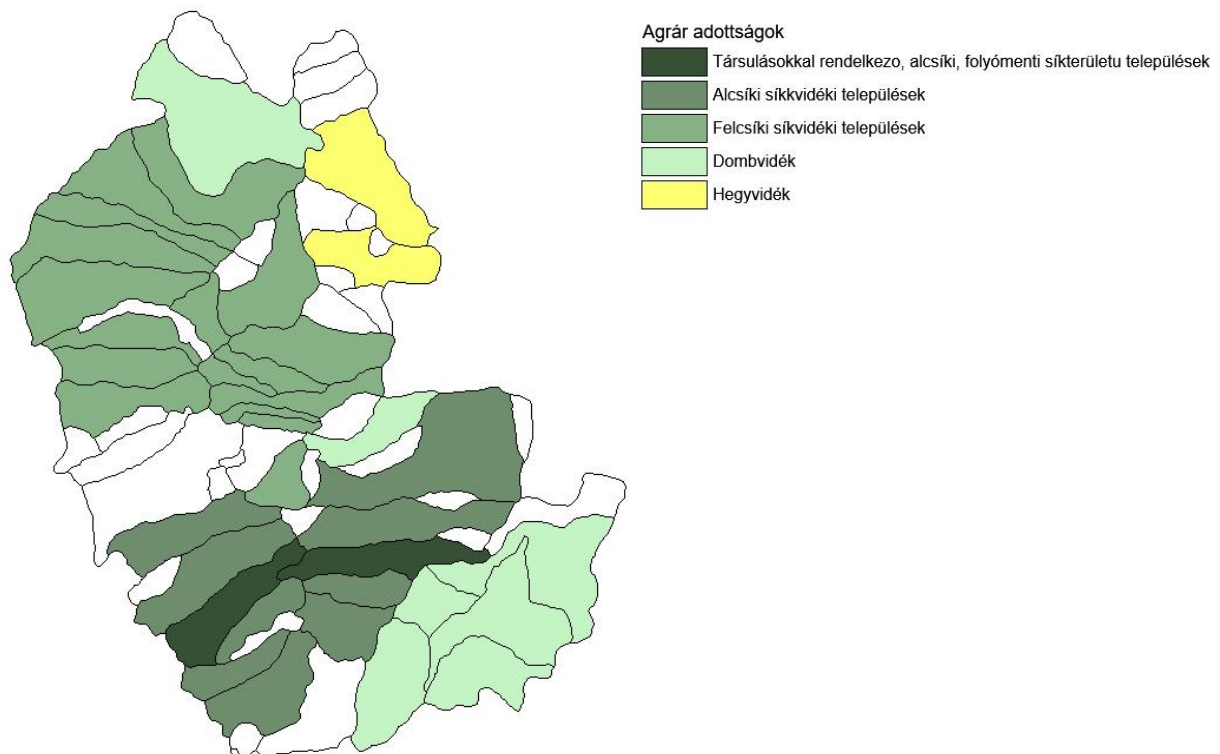 Agrár adottságok
Társulásokkal rendelkezo, alcsíki, folyómenti síkterületu települések
Alcsíki síkkvidéki települések
Felcsíki síkvidéki települések
Dombvidék
Hegyvidék